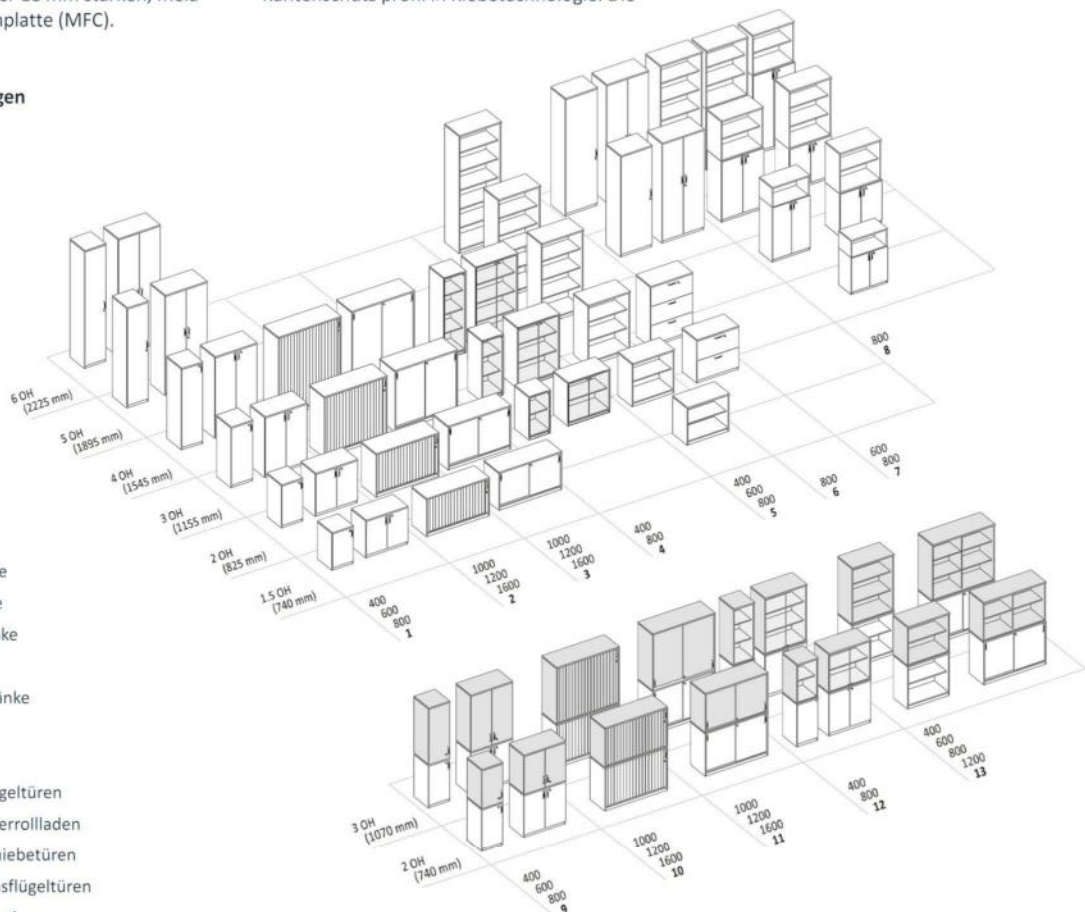 platte (MFC).
gen
6 OH
(2225 mm)
5 OH
(1895 mm)
4 OH
(1545 mm)
3 OH
(1155 mm)
2 OH
(825 mm)
1.5 OH
(740 mm)
400
600
800
1
1000
1200
1600
2
1000
1200
1600
3
400
800
4
400
600
800
5
800
6
600
800
7
800
8
e
e
ke
änke
geltüren
errollladen
niebetüren
sflügeltüren
3 OH
(1070 mm)
2 OH
(740 mm)
400
600
800
9
1000
1200
1600
10
1000
1200
1600
11
400
800
12
400
600
800
1200
13